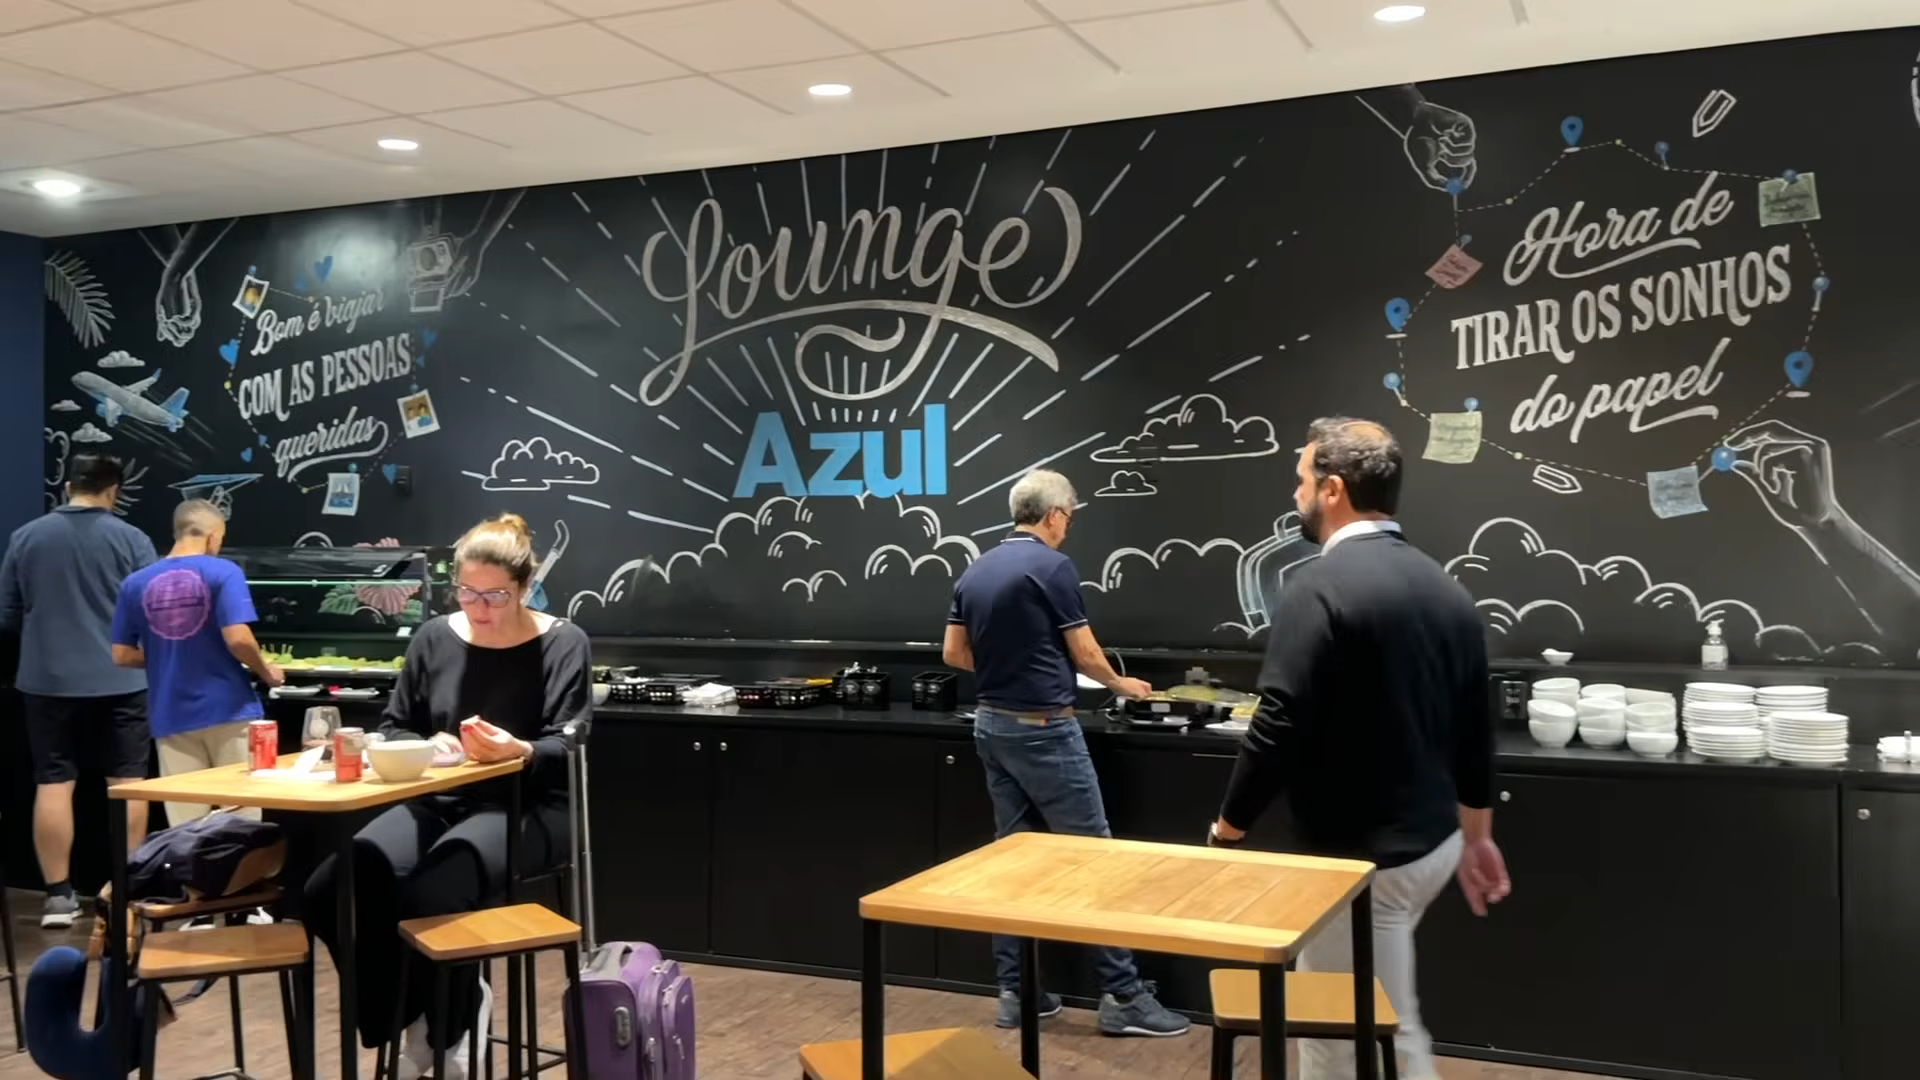 Bom é viajar
COM AS PESSOAS
queridas
Lounge
Azul
Hora de
TIRAR OS SONHOS
do papel